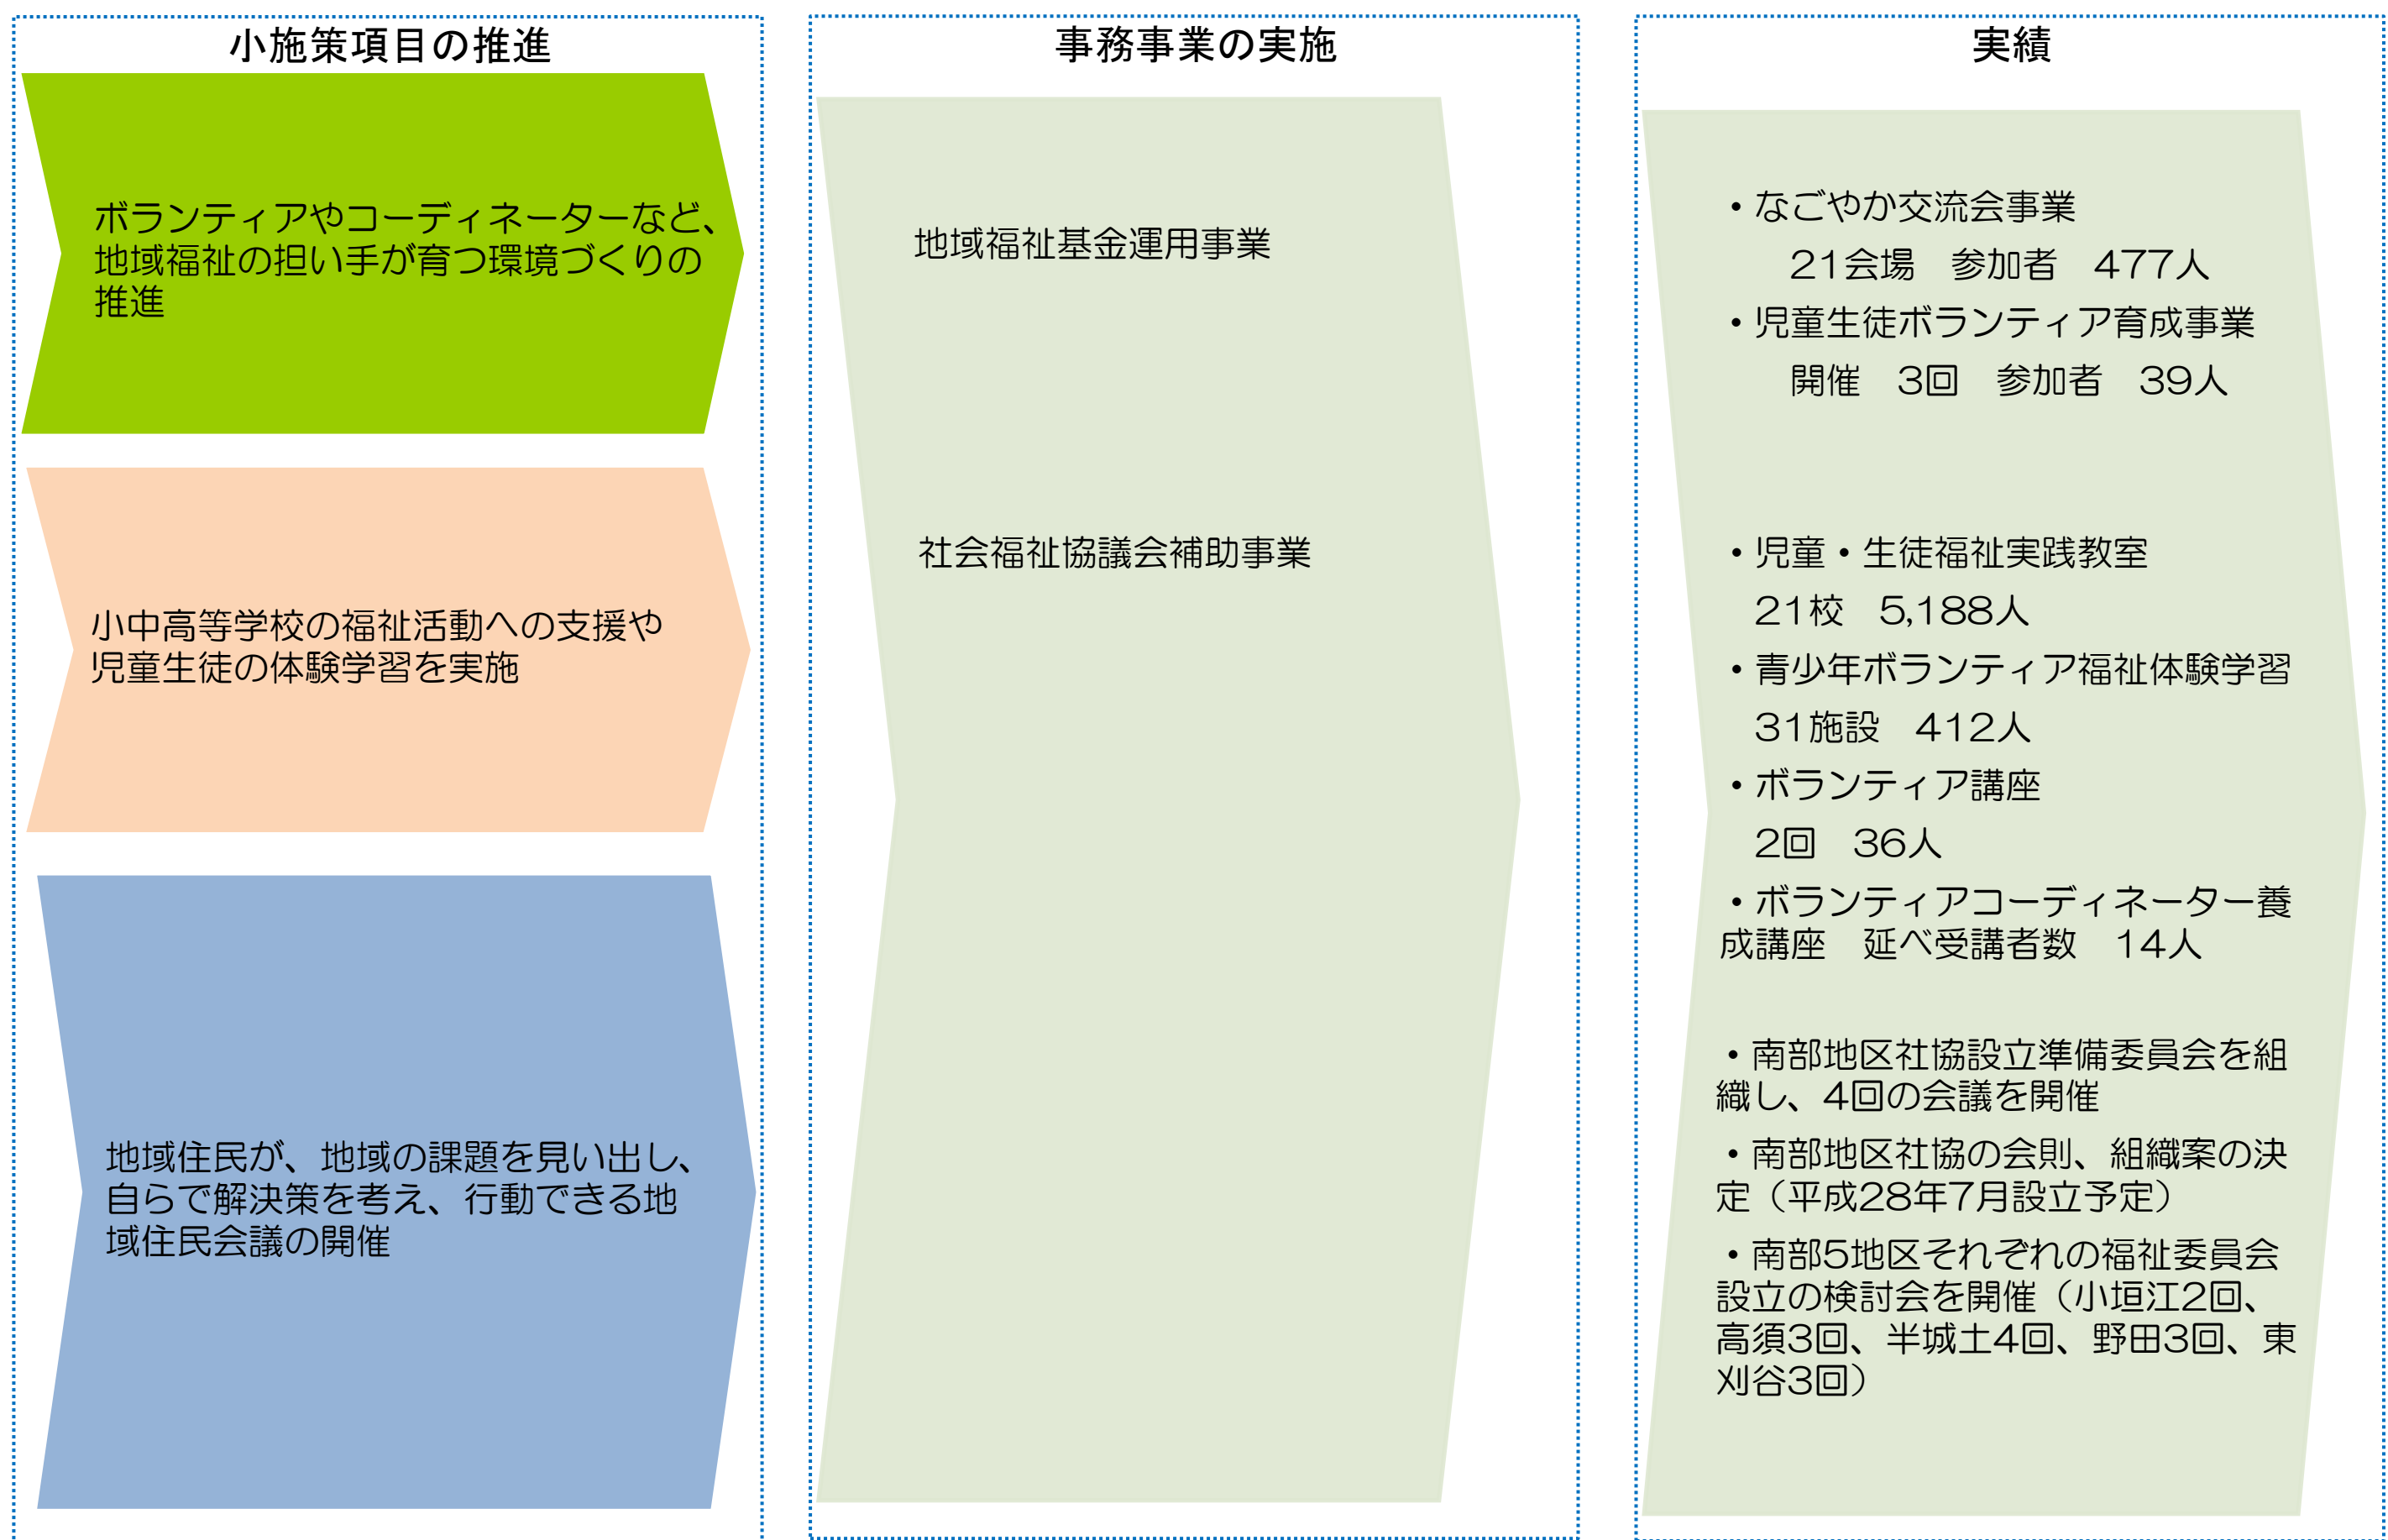 小施策項目の推進
ボランティアやコーディネーターなど、
地域福祉の担い手が育つ環境づくりの
推進
小中高等学校の福祉活動への支援や
児童生徒の体験学習を実施
地域住民が、地域の課題を見い出し、
自らで解決策を考え、行動できる地
域住民会議の開催
事務事業の実施
地域福祉基金運用事業
社会福祉協議会補助事業
実績
・なごやか交流会事業
21会場　参加者　477人
・児童生徒ボランティア育成事業
開催　3回　参加者　39人
・児童・生徒福祉実践教室
21校　5,188人
・青少年ボランティア福祉体験学習
31施設　412人
・ボランティア講座
2回　36人
・ボランティアコーディネーター養
成講座　延べ受講者数　14人
・南部地区社協設立準備委員会を組
織し、4回の会議を開催
・南部地区社協の会則、組織案の決
定（平成28年7月設立予定）
・南部5地区それぞれの福祉委員会
設立の検討会を開催（小垣江2回、
高須3回、半城土4回、野田3回、東
刈谷3回）